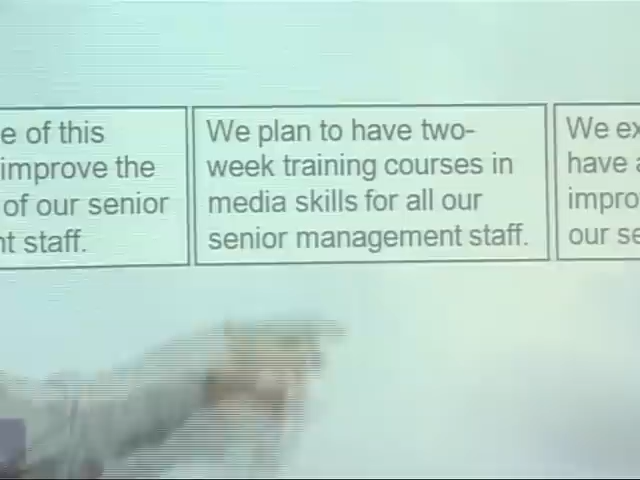 e of this
improve the
of our senior
nt staff.
We plan to have two-
week training courses in
media skills for all our
senior management staff.
We ex
have a
impro
our se